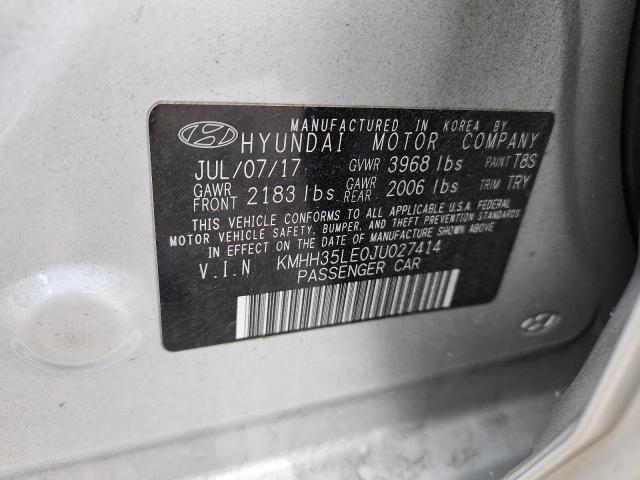 MANUFACTURED IN KOREA BY
HYUNDAI MOTOR COMPANY
JUL/07/17 GVWR 3968 lbs PAINT T8S
GAWR FRONT 2183 lbs GAWR REAR 2006 lbs TRIM TRY
THIS VEHICLE CONFORMS TO ALL APPLICABLE U.S.A. FEDERAL
MOTOR VEHICLE SAFETY, BUMPER, AND THEFT PREVENTION STANDARDS
IN EFFECT ON THE DATE OF MANUFACTURE SHOWN ABOVE
V.I.N KMHH35LE0JU027414
PASSENGER CAR